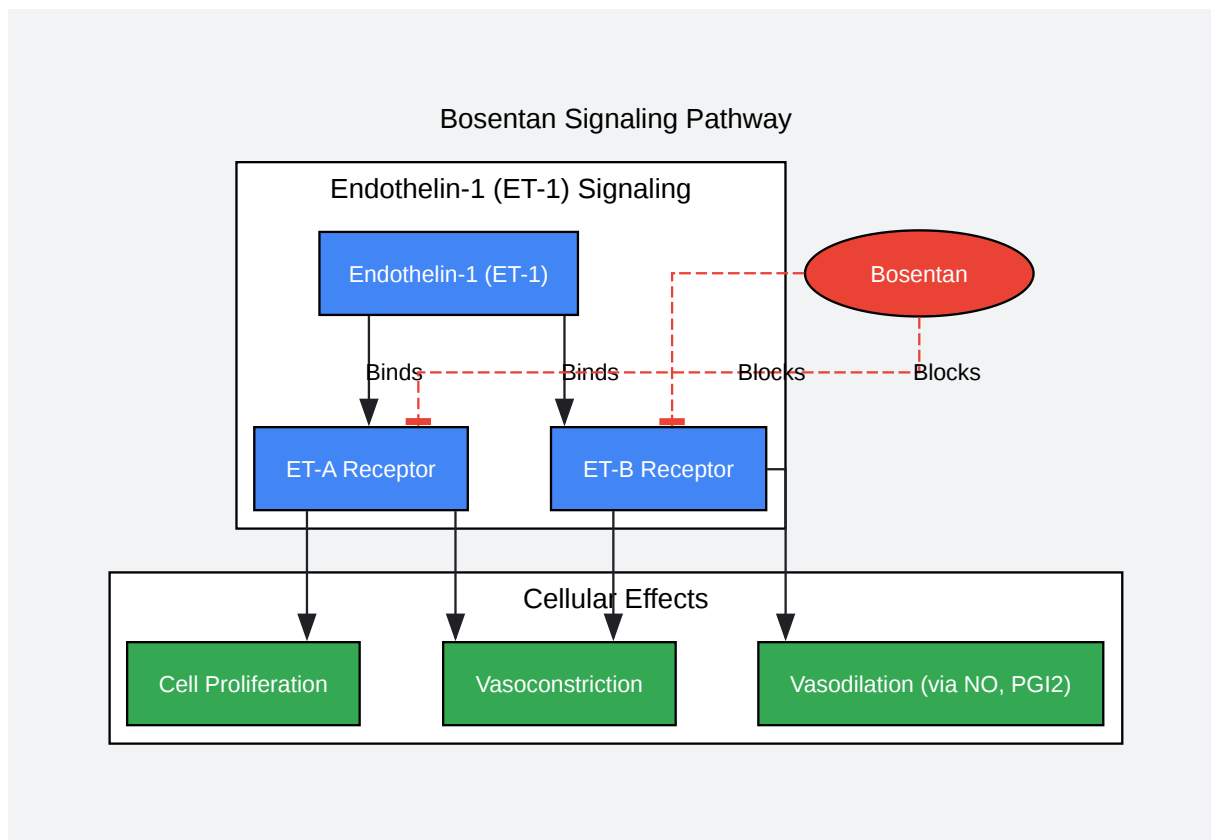 Bosentan Signaling Pathway
Endothelin-1 (ET-1) Signaling
Endothelin-1 (ET-1)
Bosentan
Binds
Binds
Blocks
Blocks
ET-A Receptor
ET-B Receptor
Cellular Effects
Cell Proliferation
Vasoconstriction
Vasodilation (via NO, PGI2)